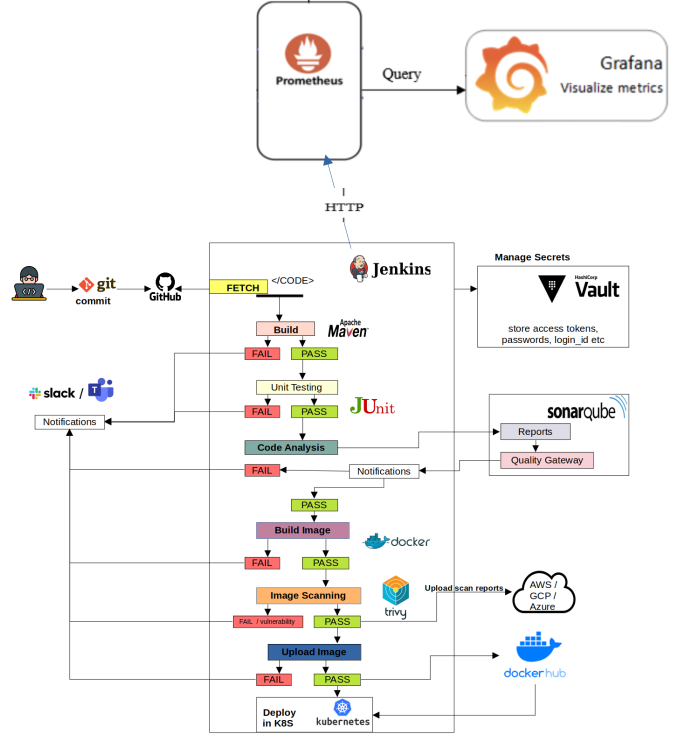 Prometheus
Query
Grafana
Visualize metrics
HTTP
Jenkins
Manage Secrets
HashiCorp
Vault
store access tokens,
passwords, login_id etc
git
commit
GitHub
FETCH
</CODE>
Build
Apache
Maven
FAIL
PASS
slack /
T
Notifications
Unit Testing
FAIL
PASS
JUnit
Code Analysis
sonarqube
Reports
Quality Gateway
FAIL
Notifications
PASS
Build Image
docker
FAIL
PASS
Image Scanning
trivy
Upload scan reports
AWS /
GCP /
Azure
FAIL / vulnerability
PASS
Upload Image
dockerhub
FAIL
PASS
Deploy
in K8S
kubernetes